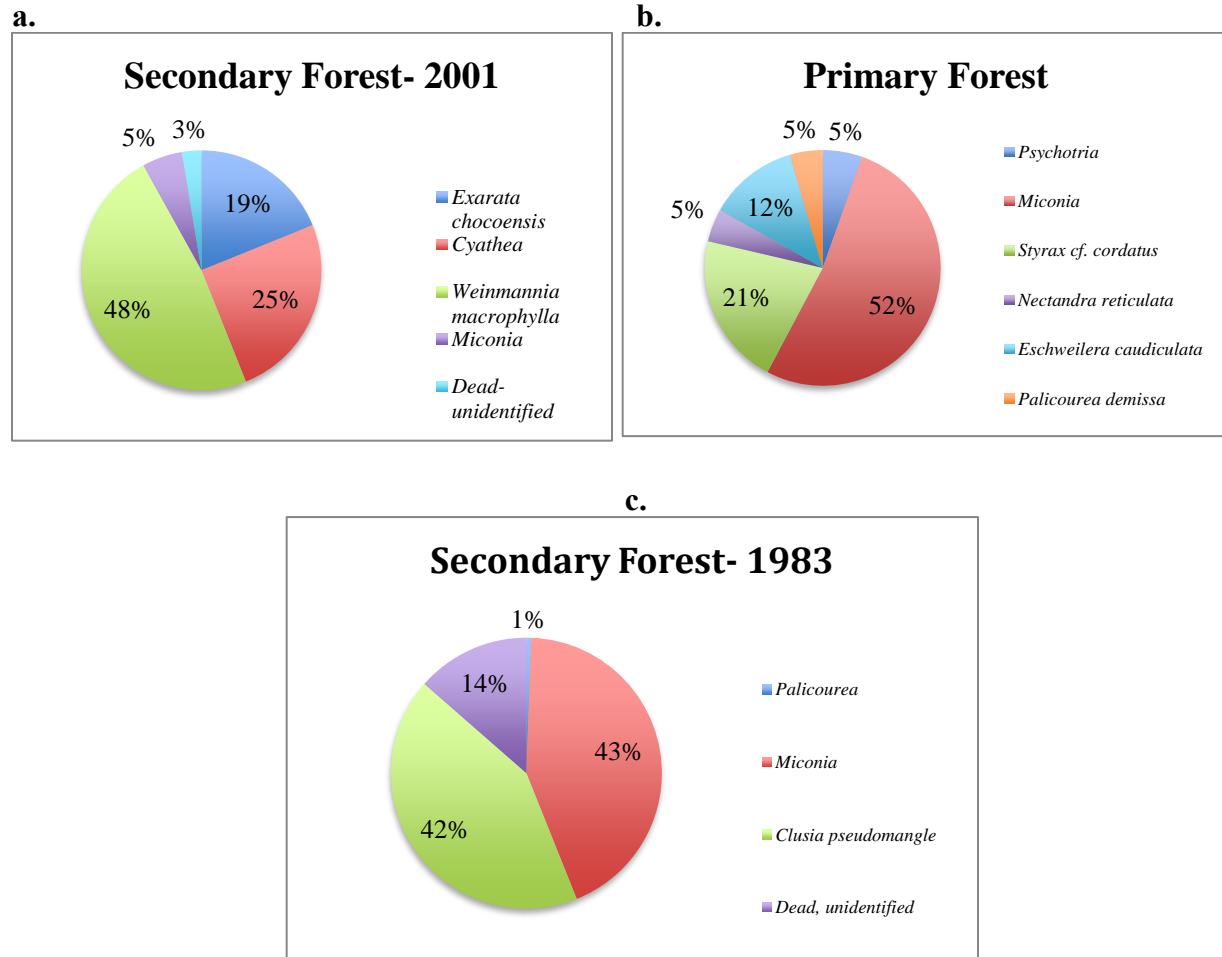 a.
Secondary Forest- 2001
5%
3%
19%
25%
48%
Exarata
chocoensis
Cyathea
Weinmannia
macrophylla
Miconia
Dead-
unidentified
b.
Primary Forest
5%
5%
12%
5%
21%
52%
Psychotria
Miconia
Styrax cf. cordatus
Nectandra reticulata
Eschweilera caudiculata
Palicourea demissa
c.
Secondary Forest- 1983
1%
14%
43%
42%
Palicourea
Miconia
Clusia pseudomangle
Dead, unidentified